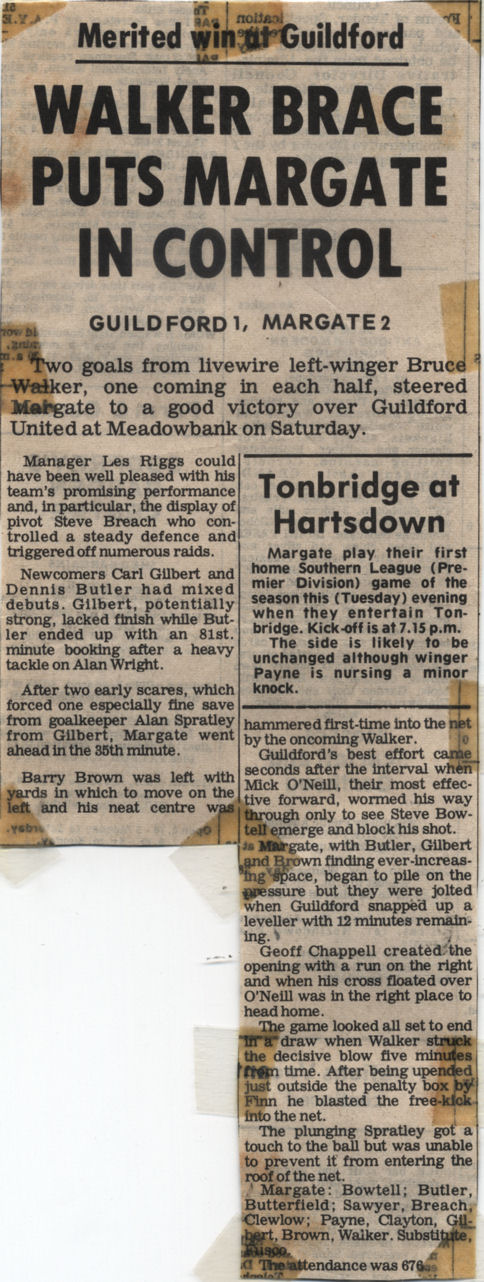 Merited win at Guildford
WALKER BRACE
PUTS MARGATE
IN CONTROL
GUILDFORD 1, MARGATE 2
Two goals from livewire left-winger Bruce
Walker, one coming in each half, steered
Margate to a good victory over Guildford
United at Meadowbank on Saturday.
Manager Les Riggs could
have been well pleased with his
team's promising performance
and, in particular, the display of
pivot Steve Breach who con-
trolled a steady defence and
triggered off numerous raids.
Newcomers Carl Gilbert and
Dennis Butler had mixed
debuts. Gilbert, potentially
strong, lacked finish while But-
ler ended up with an 81st.
minute booking after a heavy
tackle on Alan Wright.
After two early scares, which
forced one especially fine save
from goalkeeper Alan Spratley
from Gilbert, Margate went
ahead in the 35th minute.
Barry Brown was left with
yards in which to move on the
left and his neat centre was
Tonbridge at
Hartsdown
Margate play their first
home Southern League (Pre-
mier Division) game of the
season this (Tuesday) evening
when they entertain Ton-
bridge. Kick-off is at 7.15 p.m.
The side is likely to be
unchanged although winger
Payne is nursing a minor
knock.
hammered first-time into the net
by the oncoming Walker.
Guildford's best effort came
seconds after the interval when
Mick O'Neill, their most effec-
tive forward, wormed his way
through only to see Steve Bow-
tell emerge and block his shot.
Margate, with Butler, Gilbert
and Brown finding ever-increas-
ing space, began to pile on the
pressure but they were jolted
when Guildford snapped up a
leveller with 12 minutes remain-
ing.
Geoff Chappell created the
opening with a run on the right
and when his cross floated over
O'Neill was in the right place to
head home.
The game looked all set to end
in a draw when Walker struck
the decisive blow five minutes
from time. After being upended
just outside the penalty box by
Finn he blasted the free-kick
into the net.
The plunging Spratley got a
touch to the ball but was unable
to prevent it from entering the
roof of the net.
Margate: Bowtell; Butler,
Butterfield; Sawyer, Breach,
Clewlow; Payne, Clayton, Gil-
bert, Brown, Walker. Substitute,
Fusco.
The attendance was 676.